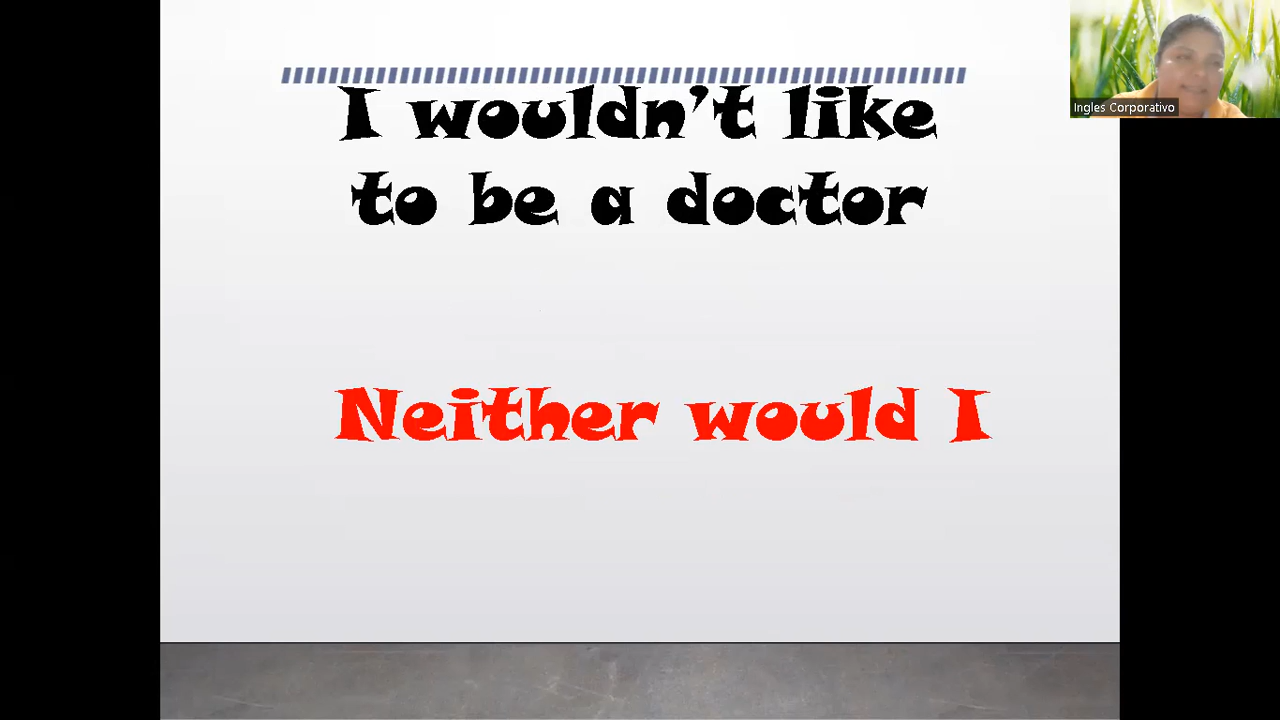 I wouldn't like
to be a doctor
Neither would I
Ingles Corporativo